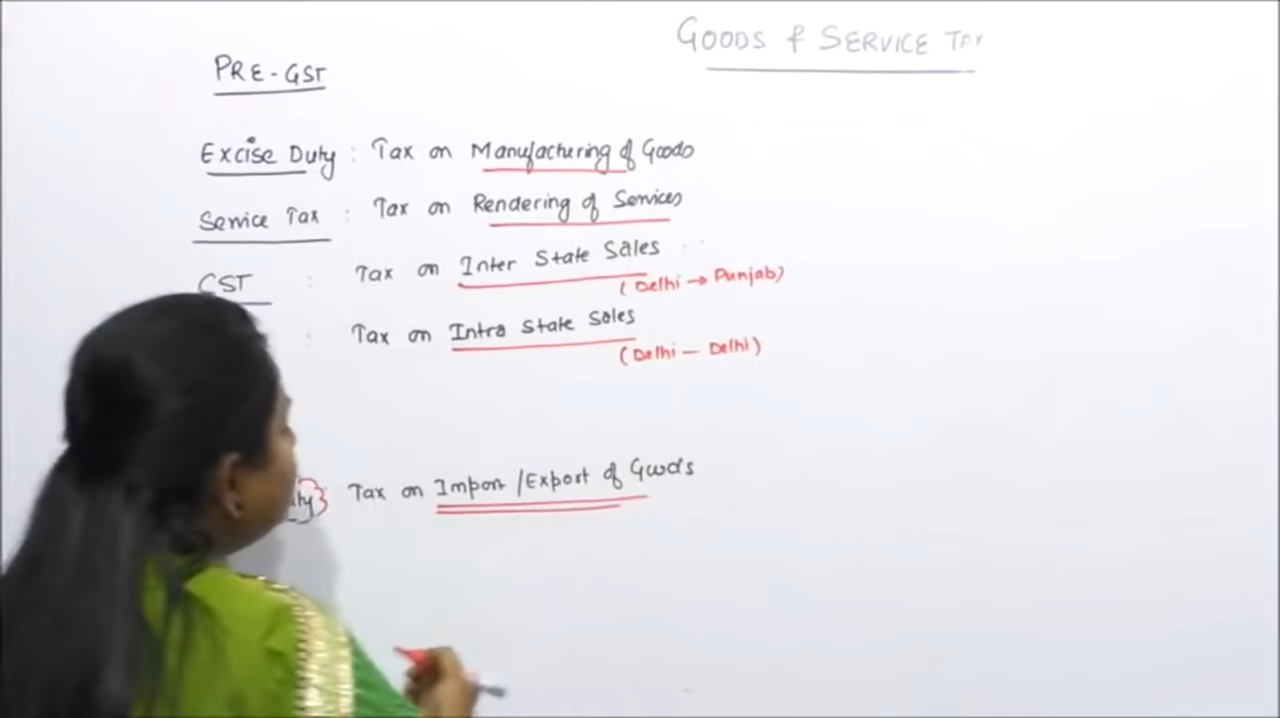 GOODS & SERVICE TAX
PRE-GST
Excise Duty : Tax on Manufacturing of Goods
Service Tax : Tax on Rendering of Services
CST : Tax on Inter State Sales
(Delhi → Punjab)
: Tax on Intra State Sales
(Delhi — Delhi)
Tax on Import /Export of Goods